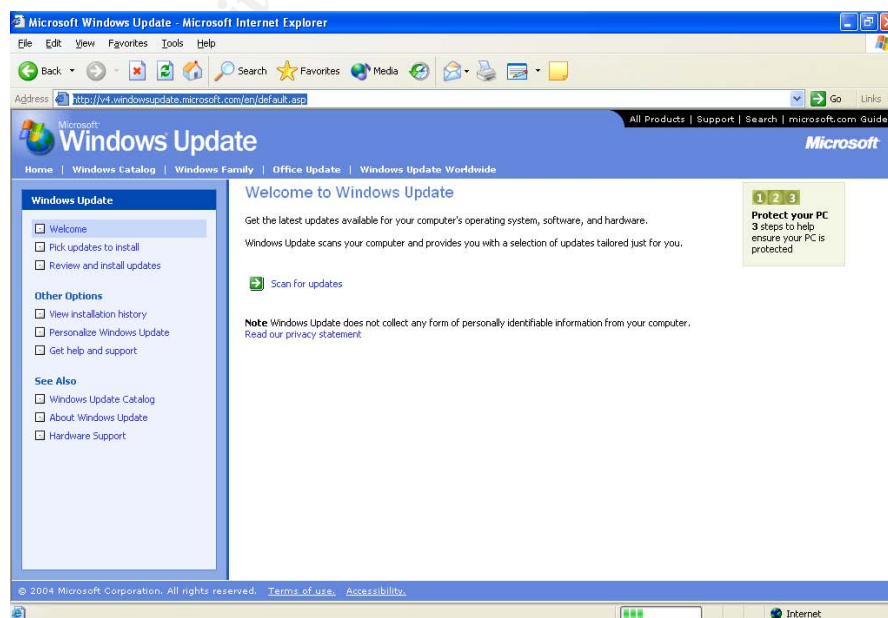 Microsoft Windows Update - Microsoft Internet Explorer
File Edit View Favorites Tools Help
Back Search Favorites Media
Address http://v4.windowsupdate.microsoft.com/en/default.asp Go Links
All Products | Support | Search | microsoft.com Guide
Microsoft
Windows Update
Microsoft
Home | Windows Catalog | Windows Family | Office Update | Windows Update Worldwide
Windows Update
Welcome
Pick updates to install
Review and install updates
Other Options
View installation history
Personalize Windows Update
Get help and support
See Also
Windows Update Catalog
About Windows Update
Hardware Support
Welcome to Windows Update
Get the latest updates available for your computer's operating system, software, and hardware.
Windows Update scans your computer and provides you with a selection of updates tailored just for you.
Scan for updates
Note Windows Update does not collect any form of personally identifiable information from your computer.
Read our privacy statement
1 2 3
Protect your PC
3 steps to help
ensure your PC is
protected
© 2004 Microsoft Corporation. All rights reserved. Terms of use. Accessibility.
Internet